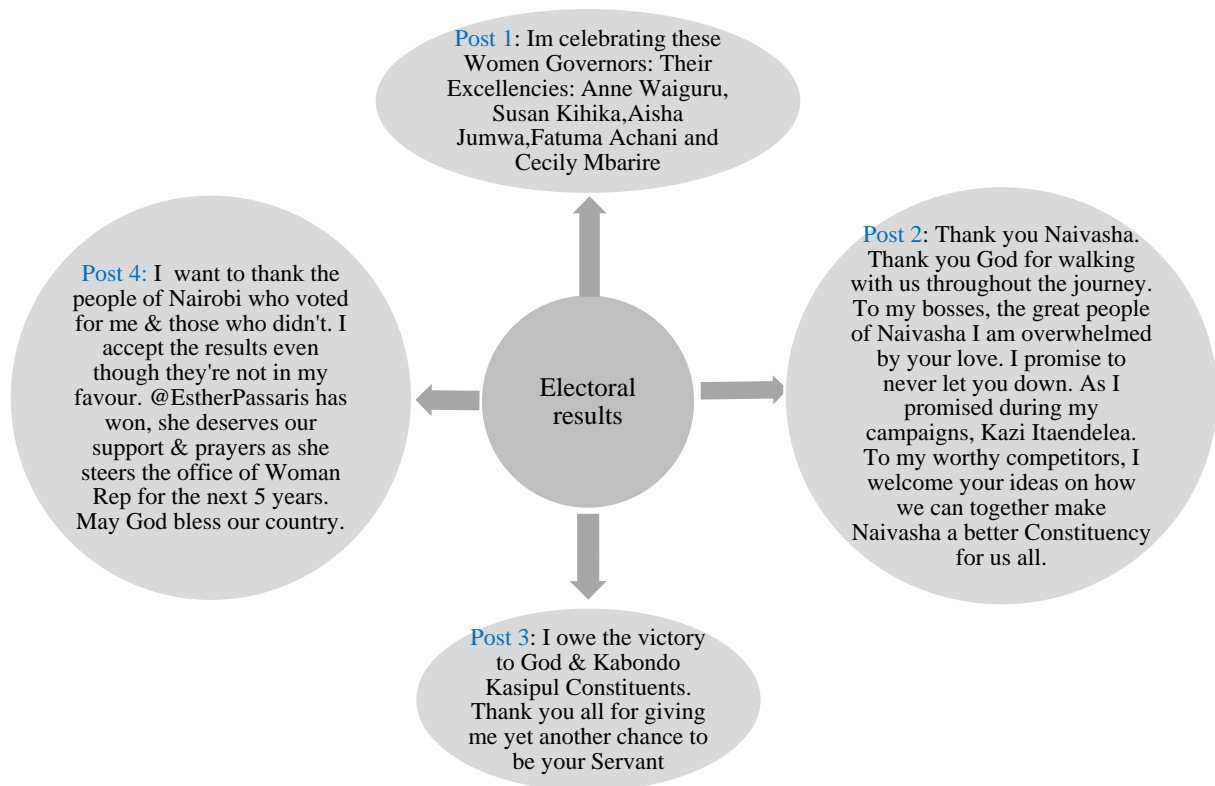 Post 1: Im celebrating these
Women Governors: Their
Excellencies: Anne Waiguru,
Susan Kihika,Aisha
Jumwa,Fatuma Achani and
Cecily Mbarire
Post 2: Thank you Naivasha.
Thank you God for walking
with us throughout the journey.
To my bosses, the great people
of Naivasha I am overwhelmed
by your love. I promise to
never let you down. As I
promised during my
campaigns, Kazi Itaendelea.
To my worthy competitors, I
welcome your ideas on how
we can together make
Naivasha a better Constituency
for us all.
Post 4: I want to thank the
people of Nairobi who voted
for me & those who didn't. I
accept the results even
though they're not in my
favour. @EstherPassaris has
won, she deserves our
support & prayers as she
steers the office of Woman
Rep for the next 5 years.
May God bless our country.
Electoral
results
Post 3: I owe the victory
to God & Kabondo
Kasipul Constituents.
Thank you all for giving
me yet another chance to
be your Servant